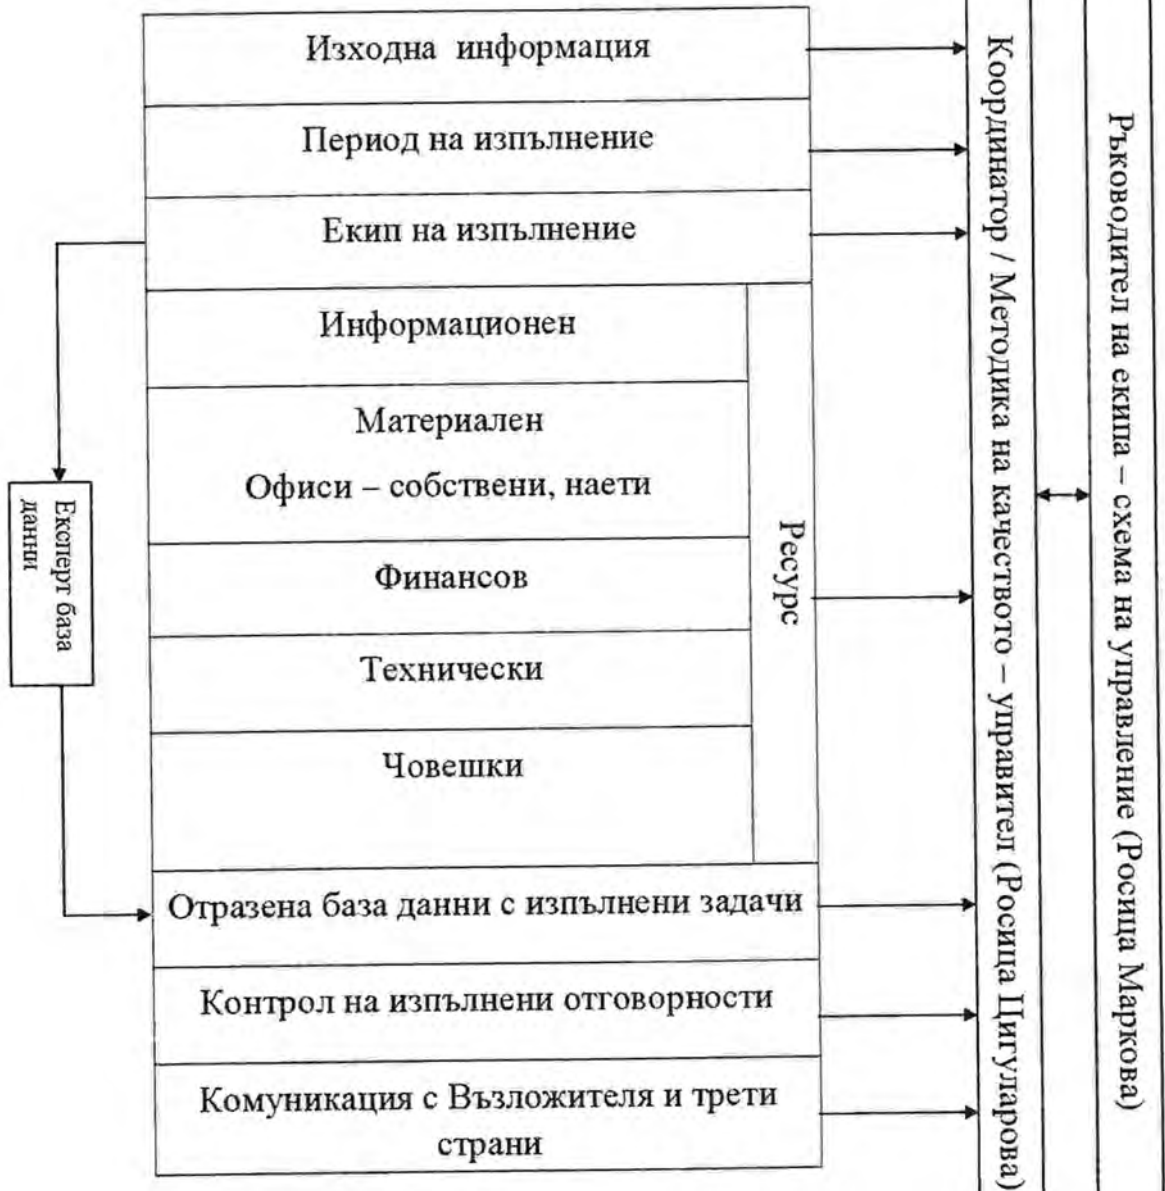 Изходна информация
Период на изпълнение
Екип на изпълнение
Информационен
Материален
Офиси – собствени, наети
Финансов
Технически
Човешки
Ресурс
Отразена база данни с изпълнени задачи
Контрол на изпълнени отговорности
Комуникация с Възложителя и трети
страни
Експерт база
данни
Координатор / Методика на качеството – управител (Росица Цигуларова)
Ръководител на екипа – схема на управление (Росица Маркова)